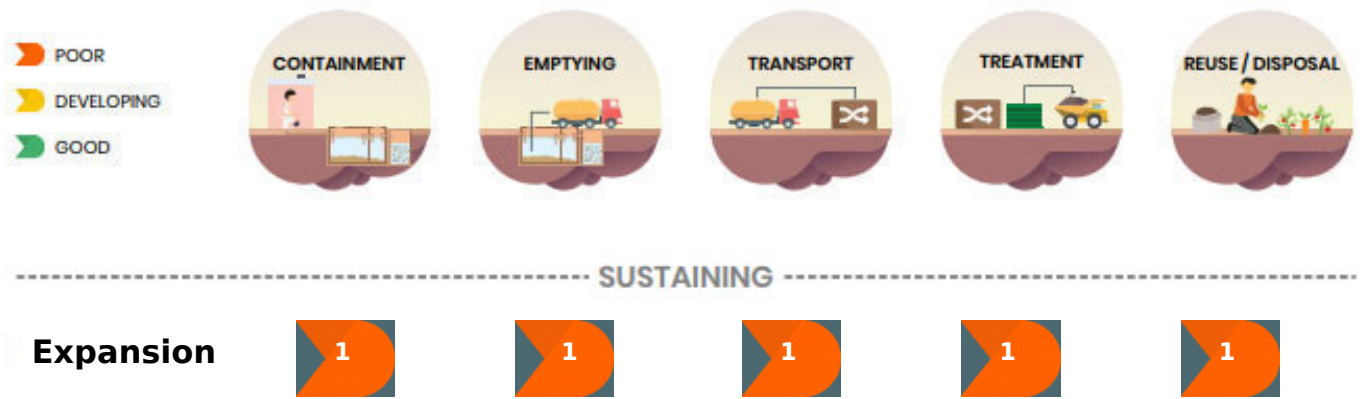 POOR
DEVELOPING
GOOD
CONTAINMENT
EMPTYING
TRANSPORT
TREATMENT
REUSE / DISPOSAL
SUSTAINING
Expansion 1 1 1 1 1